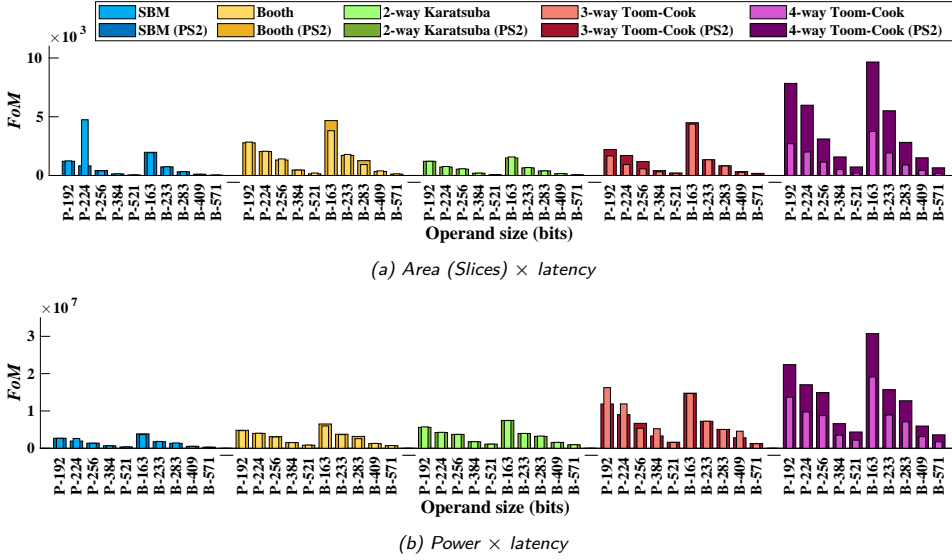 SBM Booth 2-way Karatsuba 3-way Toom-Cook 4-way Toom-Cook
SBM (PS2) Booth (PS2) 2-way Karatsuba (PS2) 3-way Toom-Cook (PS2) 4-way Toom-Cook (PS2)
×10 3
10
5
0
FoM
P-192 P-224 P-256 P-384 P-521 B-163 B-233 B-283 B-409 B-571 P-192 P-224 P-256 P-384 P-521 B-163 B-233 B-283 B-409 B-571 P-192 P-224 P-256 P-384 P-521 B-163 B-233 B-283 B-409 B-571 P-192 P-224 P-256 P-384 P-521 B-163 B-233 B-283 B-409 B-571 P-192 P-224 P-256 P-384 P-521 B-163 B-233 B-283 B-409 B-571
Operand size (bits)
(a) Area (Slices) × latency
×10 7
3
2
1
0
FoM
P-192 P-224 P-256 P-384 P-521 B-163 B-233 B-283 B-409 B-571 P-192 P-224 P-256 P-384 P-521 B-163 B-233 B-283 B-409 B-571 P-192 P-224 P-256 P-384 P-521 B-163 B-233 B-283 B-409 B-571 P-192 P-224 P-256 P-384 P-521 B-163 B-233 B-283 B-409 B-571 P-192 P-224 P-256 P-384 P-521 B-163 B-233 B-283 B-409 B-571
Operand size (bits)
(b) Power × latency